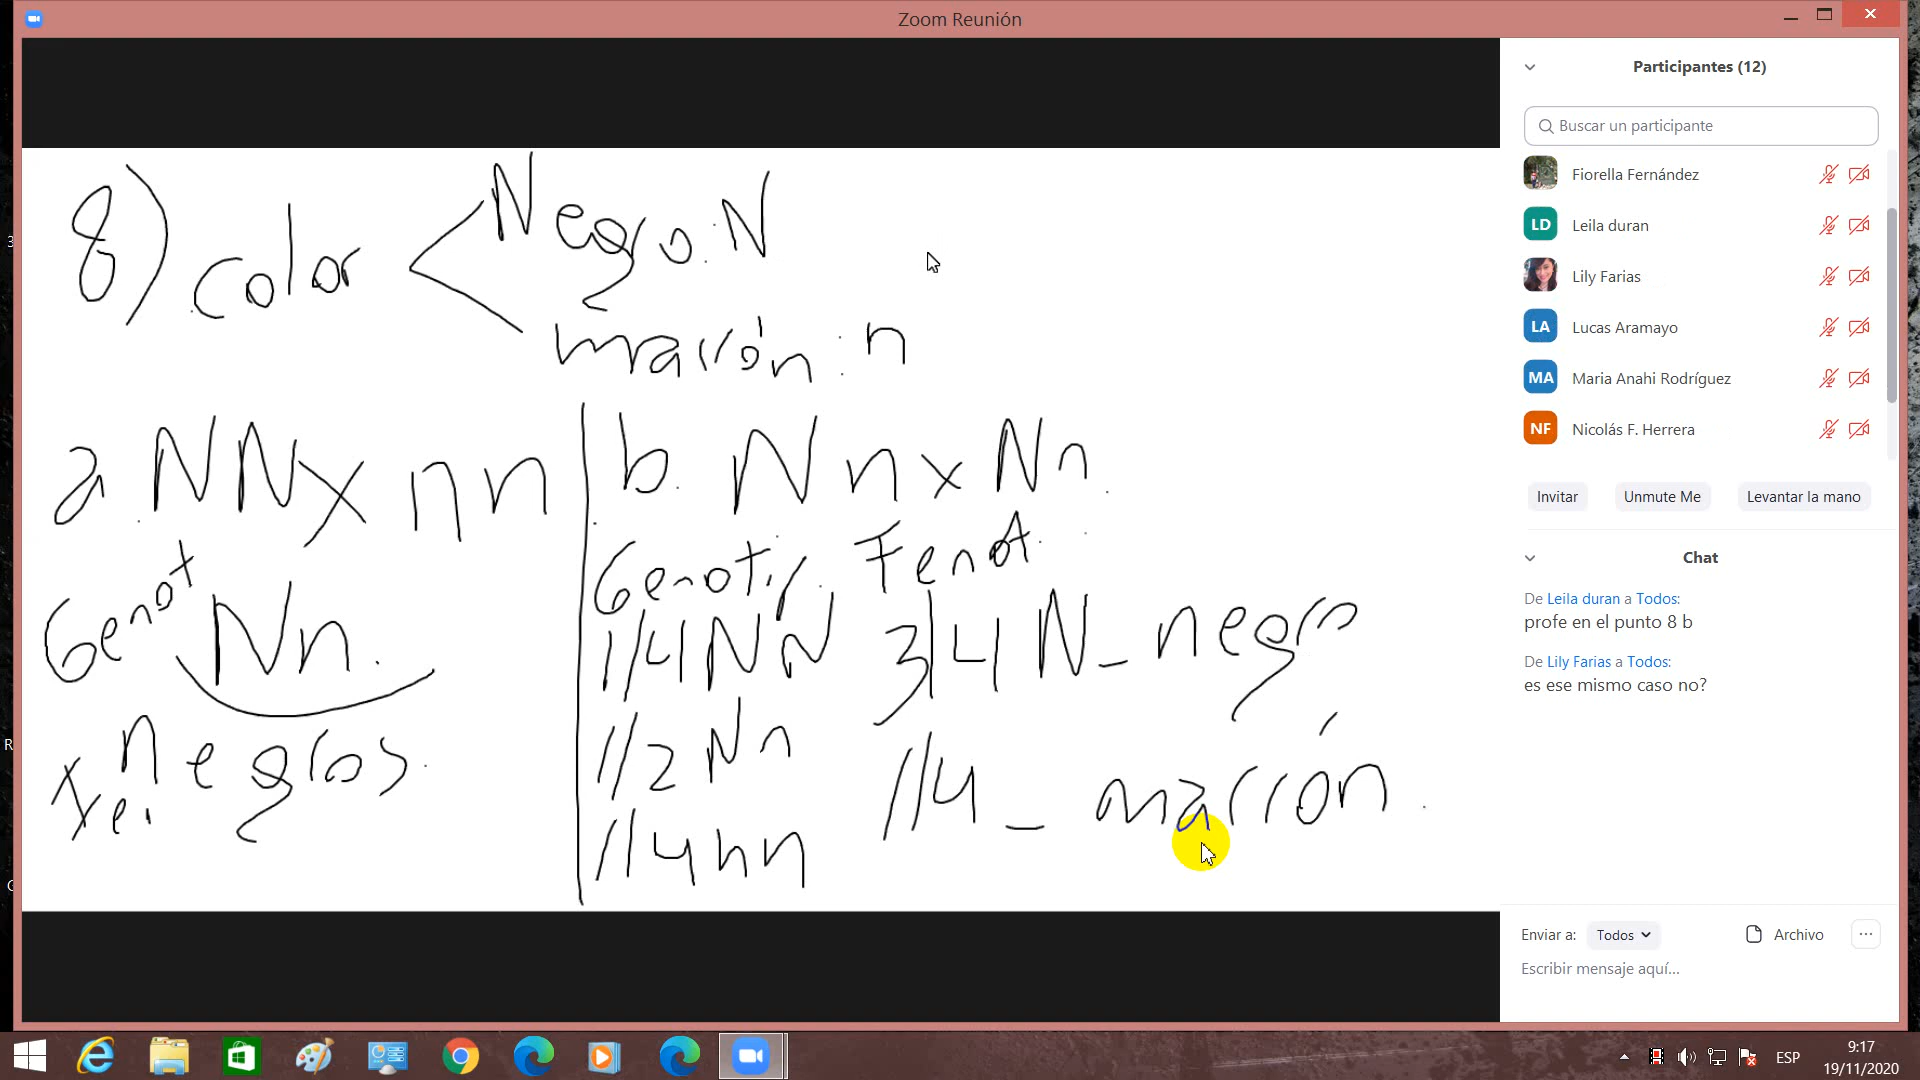 Zoom Reunión
8) color
Negro: N
marrón: n
a. NN x nn
Genot Nn.
Fe. negros.
b. Nn x Nn.
Genotip. Fenot.
1/4 NN 3/4 N_ negro
1/2 Nn
1/4 _ marrón.
1/4 nn
Participantes (12)
Buscar un participante
Fiorella Fernández
LD Leila duran
Lily Farias
LA Lucas Aramayo
MA Maria Anahi Rodríguez
NF Nicolás F. Herrera
Invitar Unmute Me Levantar la mano
Chat
De Leila duran a Todos:
profe en el punto 8 b
De Lily Farias a Todos:
es ese mismo caso no?
Enviar a: Todos Archivo
Escribir mensaje aquí...
ESP
9:17
19/11/2020